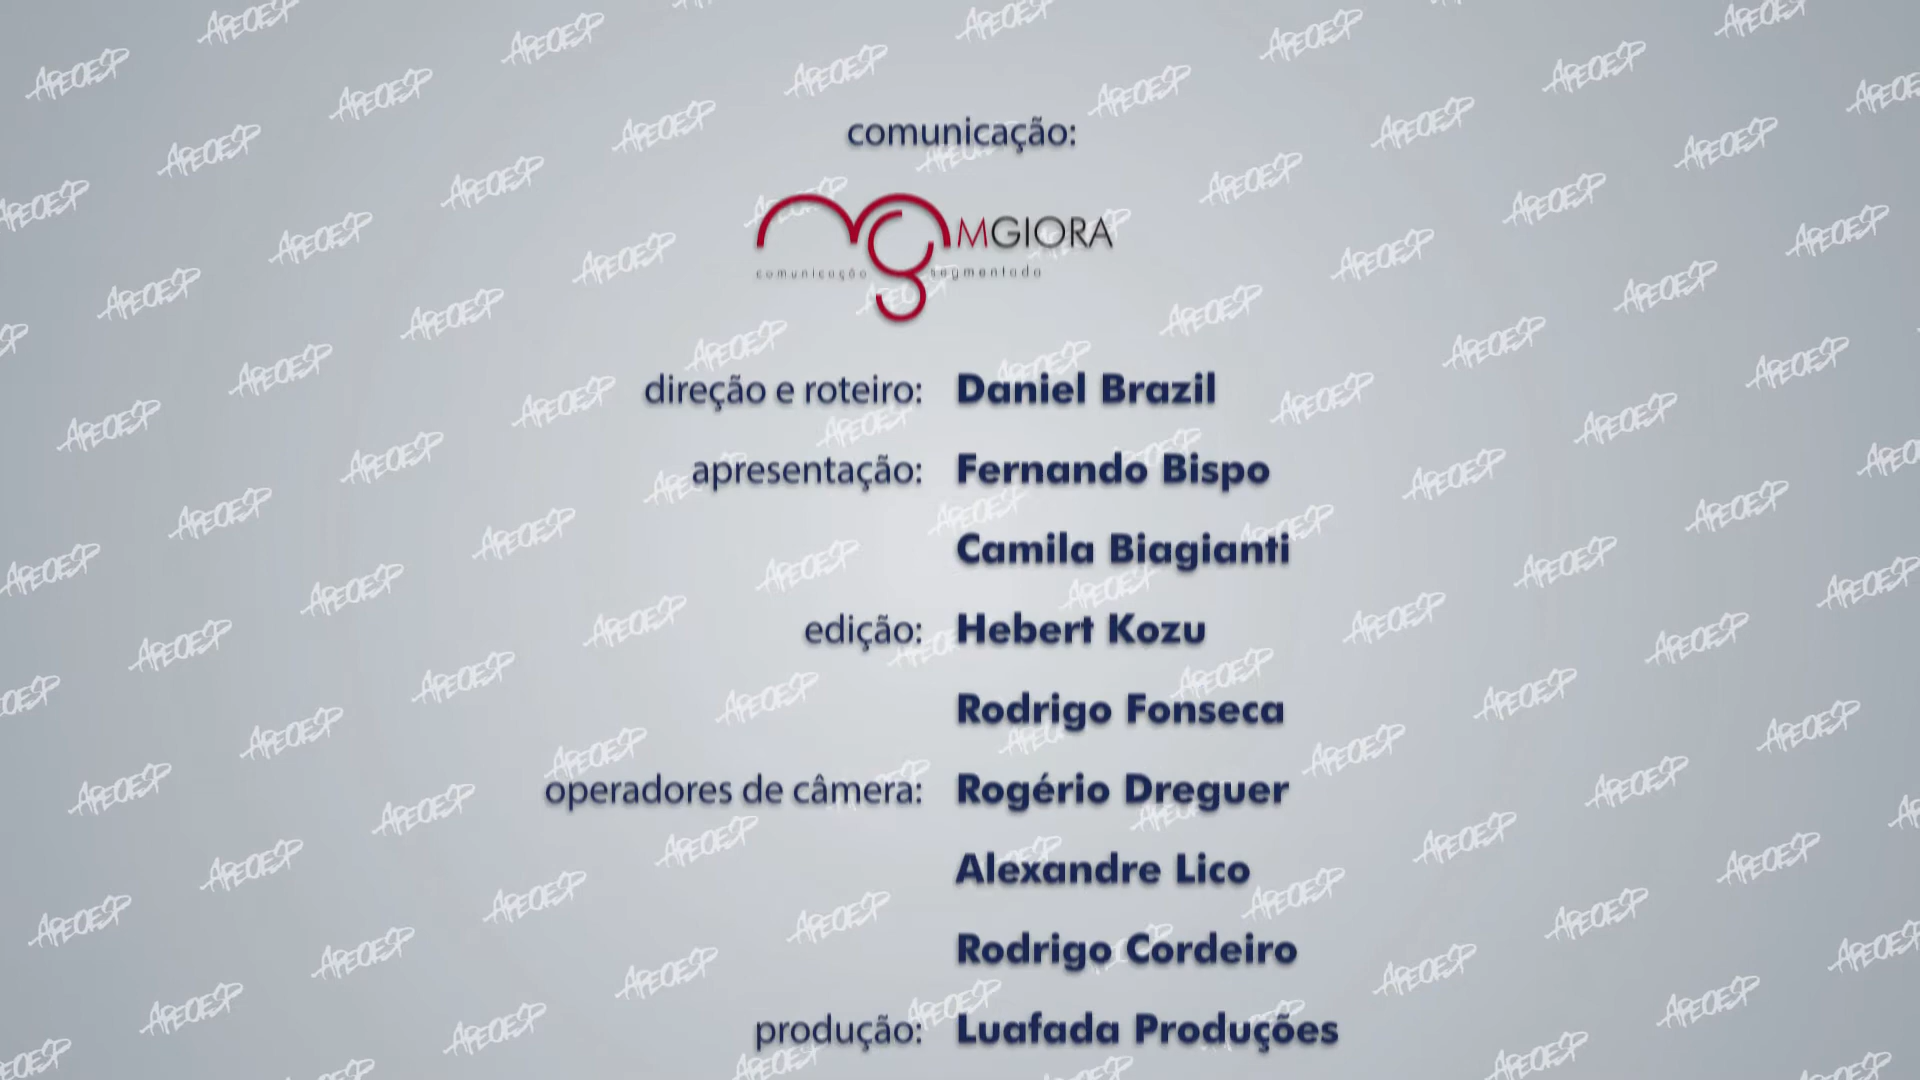 comunicação:
MGIORA
comunicação segmentada
direção e roteiro: Daniel Brazil
apresentação: Fernando Bispo
Camila Biagianti
edição: Hebert Kozu
Rodrigo Fonseca
operadores de câmera: Rogério Dreguer
Alexandre Lico
Rodrigo Cordeiro
produção: Luafada Produções
APEOESP